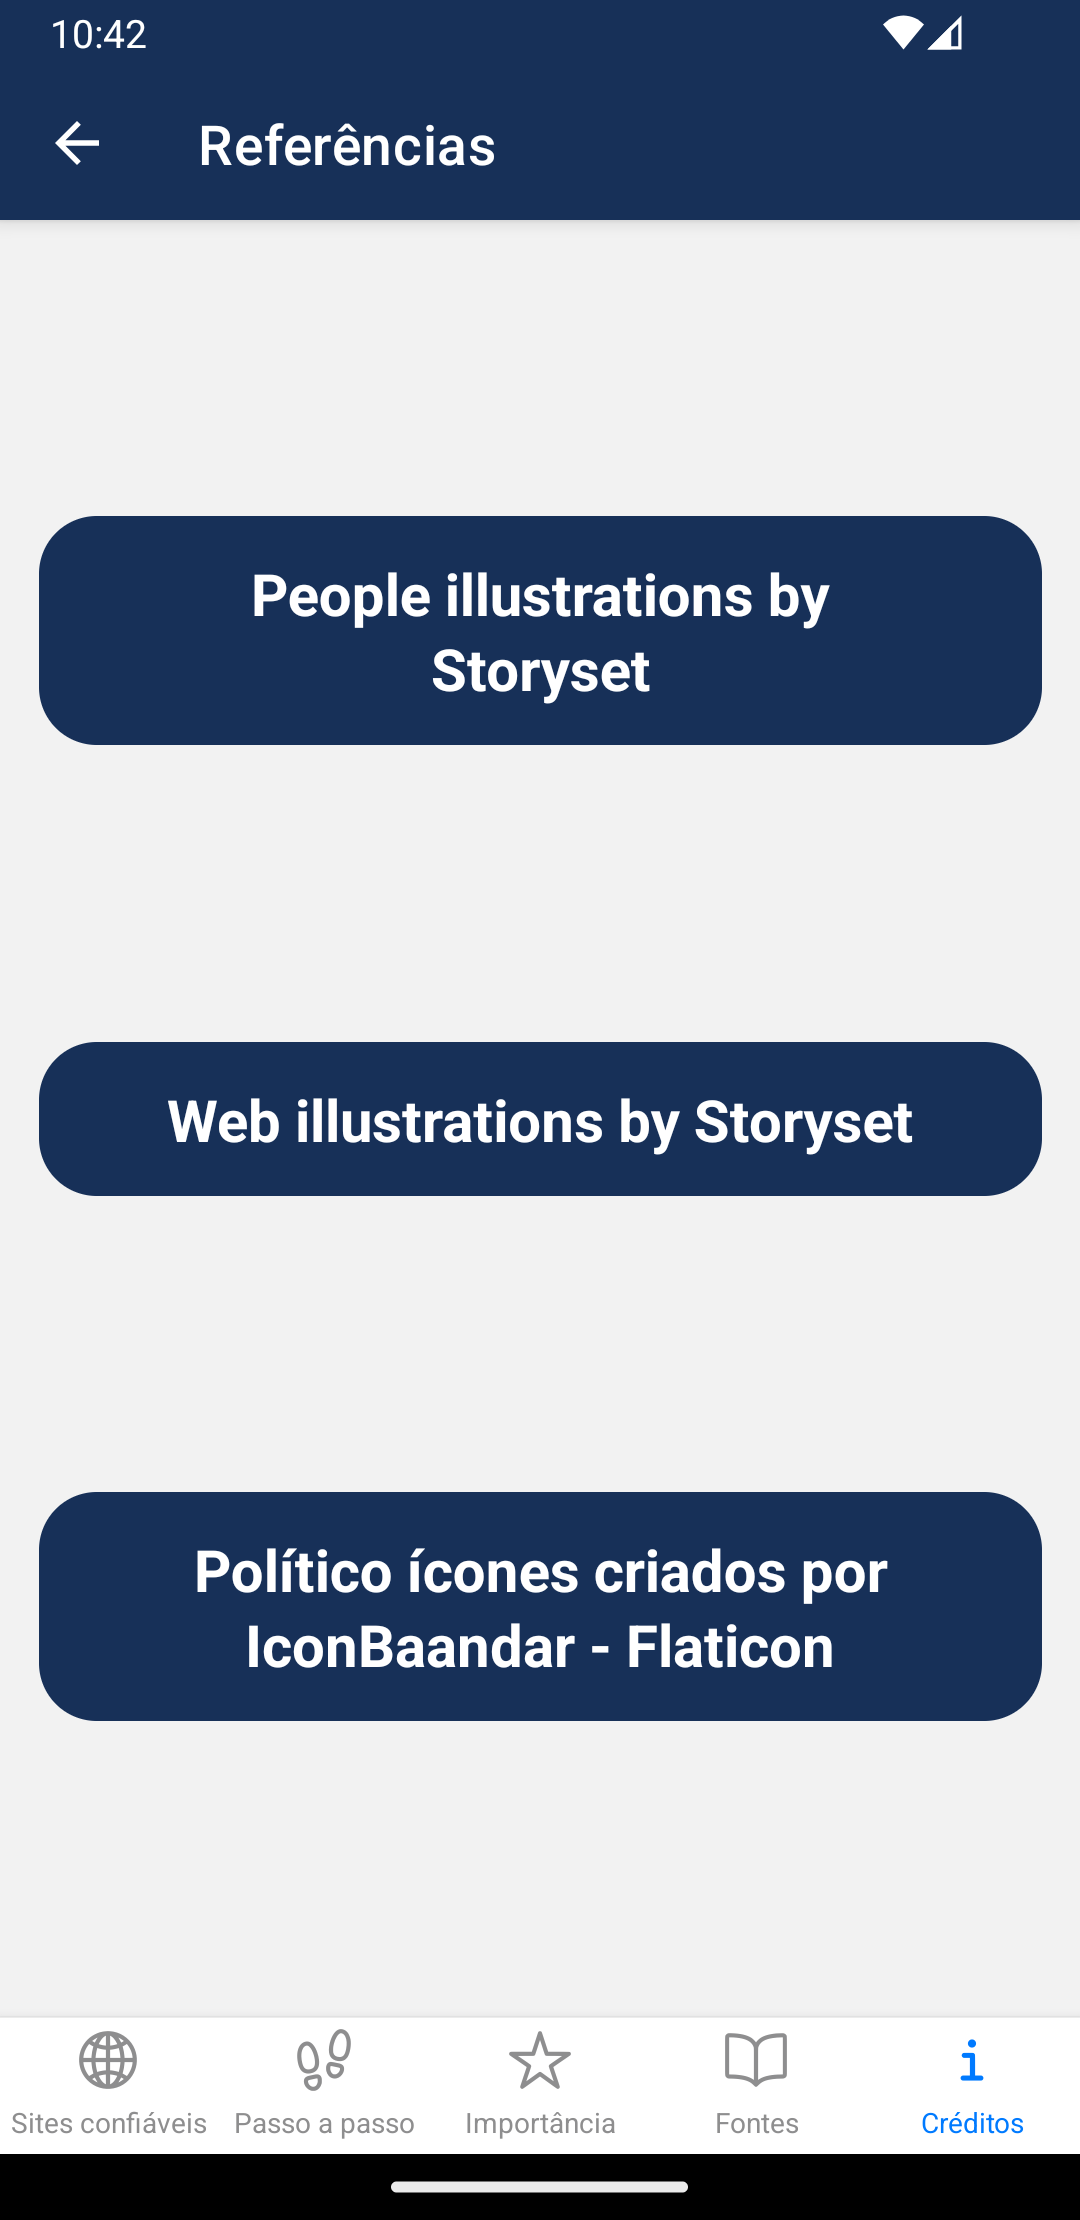 10:42
Referências
People illustrations by
Storyset
Web illustrations by Storyset
Político ícones criados por
IconBaandar - Flaticon
Sites confiáveis
Passo a passo
Importância
Fontes
Créditos